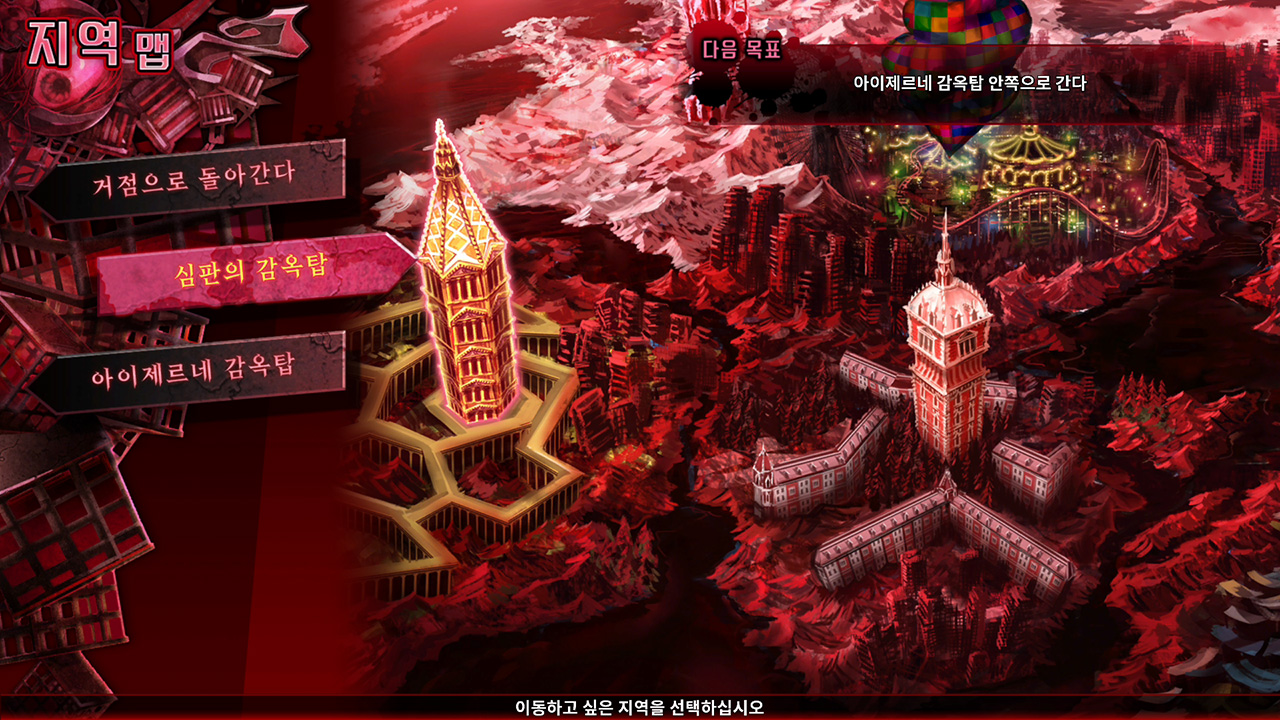 지역 맵
다음 목표
아이제르네 감옥탑 안쪽으로 간다
거점으로 돌아간다
심판의 감옥탑
아이제르네 감옥탑
이동하고 싶은 지역을 선택하십시오